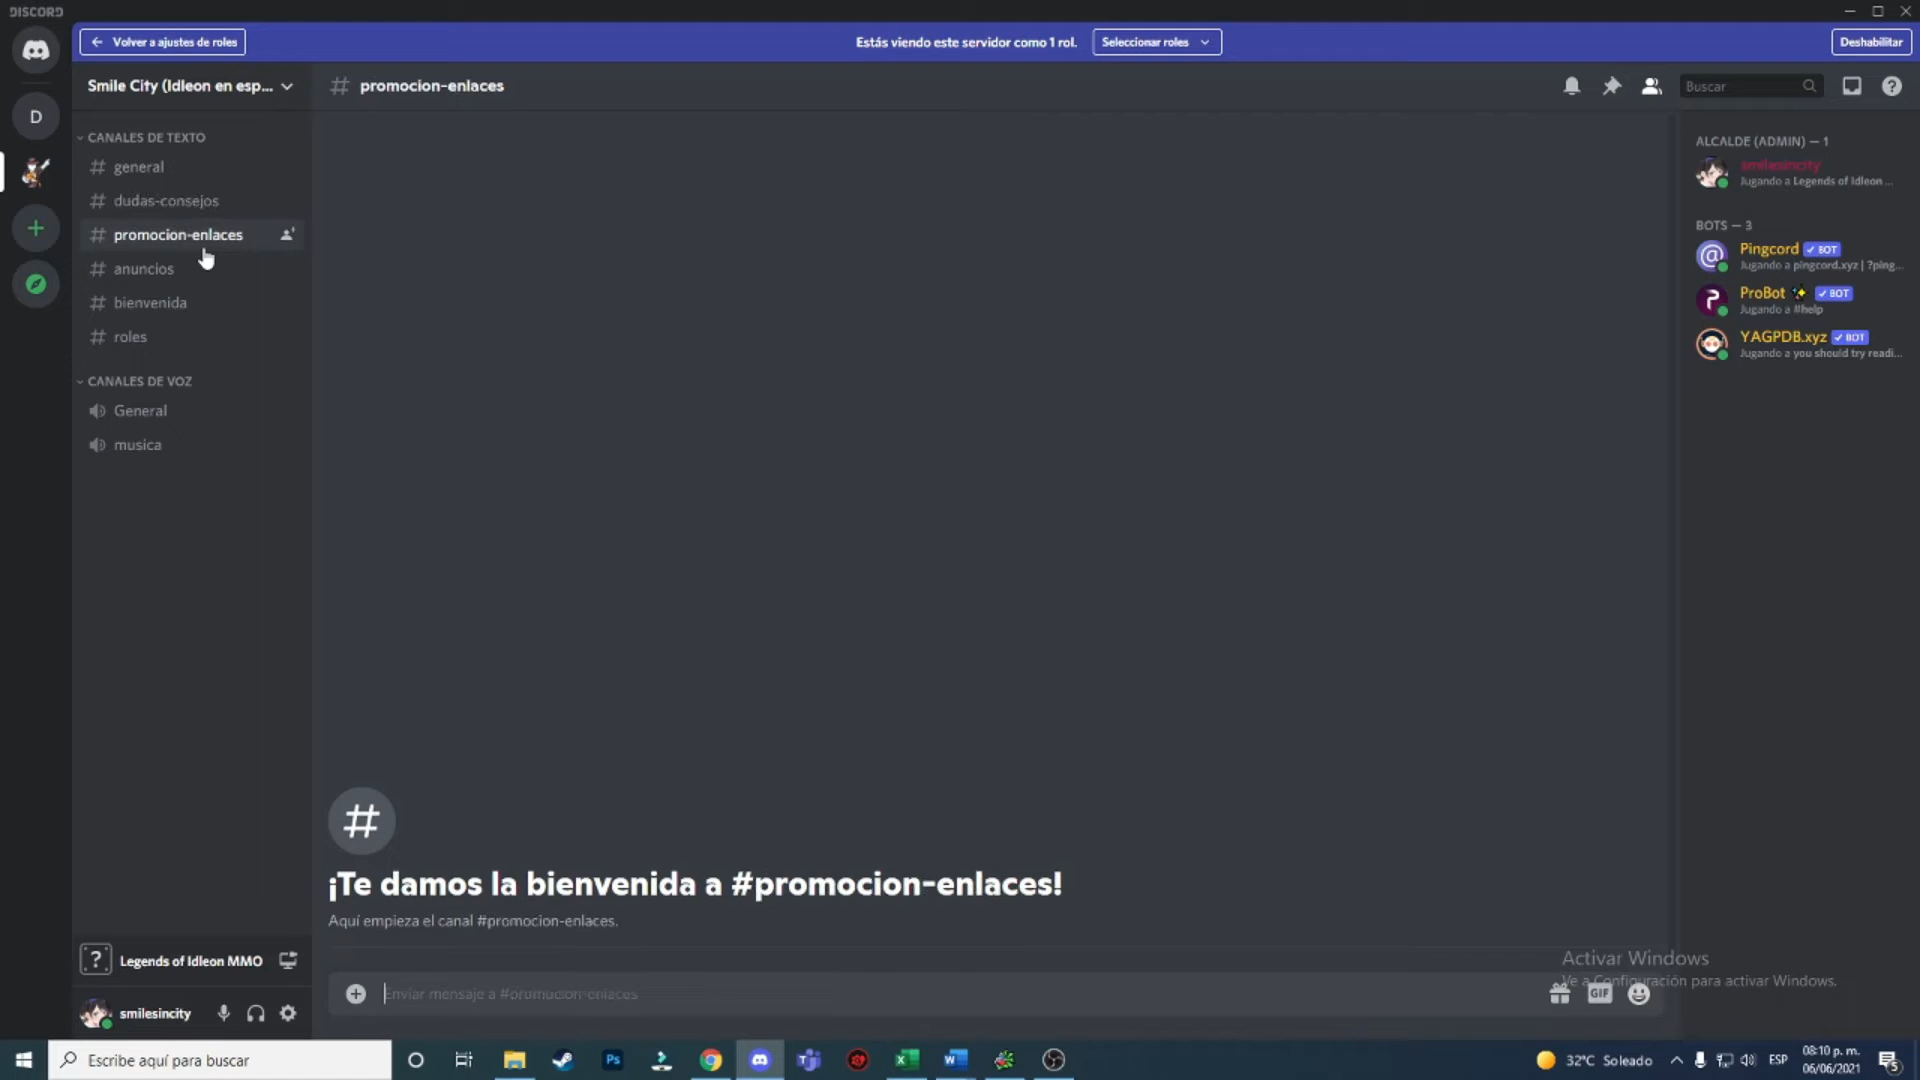 DISCORD
Volver a ajustes de roles
Estás viendo este servidor como 1 rol.
Seleccionar roles
Deshabilitar
Smile City (Idleon en esp...
promocion-enlaces
Buscar
CANALES DE TEXTO
general
dudas-consejos
promocion-enlaces
anuncios
bienvenida
roles
CANALES DE VOZ
General
musica
ALCALDE (ADMIN) — 1
smilesincity
Jugando a Legends of Idleon ...
BOTS — 3
Pingcord ✓ BOT
Jugando a pingcord.xyz | ?ping...
ProBot ✨ ✓ BOT
Jugando a #help
YAGPDB.xyz ✓ BOT
Jugando a you should try readi...
¡Te damos la bienvenida a #promocion-enlaces!
Aquí empieza el canal #promocion-enlaces.
Legends of Idleon MMO
Enviar mensaje a #promocion-enlaces
GIF
Activar Windows
Ve a Configuración para activar Windows.
smilesincity
Escribe aquí para buscar
32°C Soleado
ESP
08:10 p. m.
06/06/2021
5